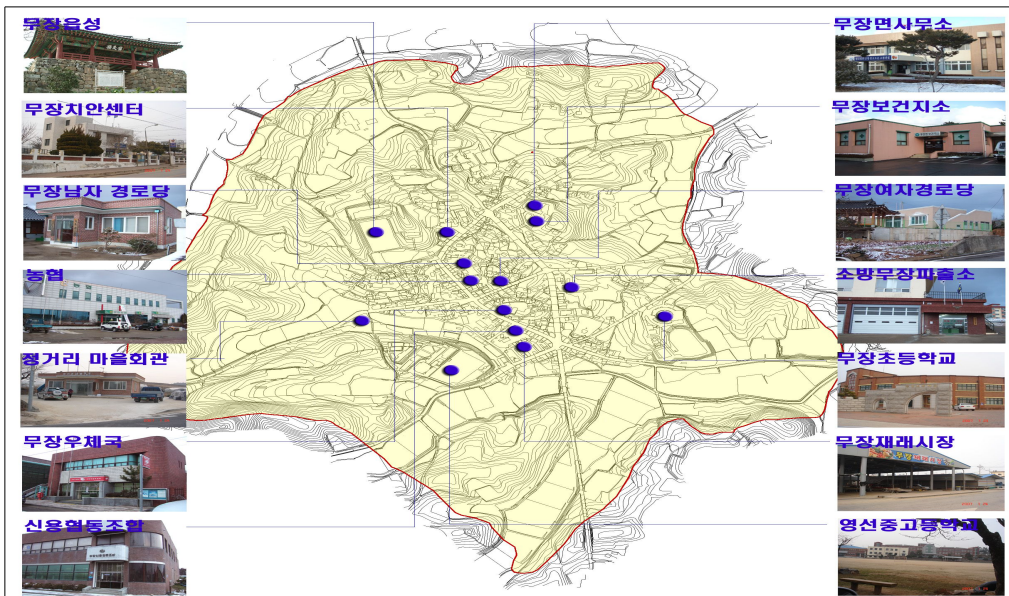 무장읍성
무장치안센터
무장남자 경로당
농협
정거리 마을회관
무장우체국
신용협동조합
무장면사무소
무장보건지소
무장여자경로당
소방무장파출소
무장초등학교
무장재래시장
영선중고등학교